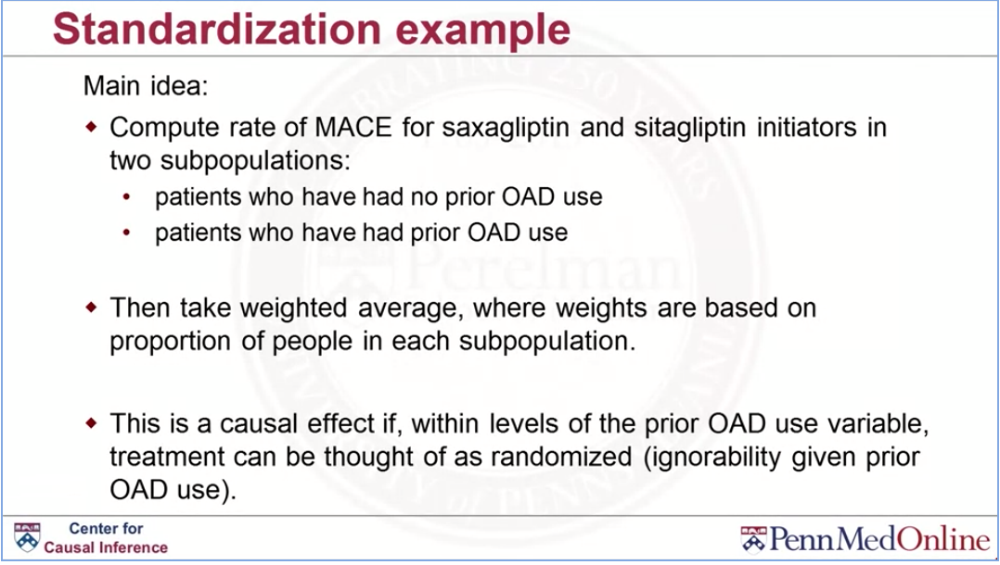 Standardization example
Main idea:
Compute rate of MACE for saxagliptin and sitagliptin initiators in
two subpopulations:
patients who have had no prior OAD use
patients who have had prior OAD use
Then take weighted average, where weights are based on
proportion of people in each subpopulation.
This is a causal effect if, within levels of the prior OAD use variable,
treatment can be thought of as randomized (ignorability given prior
OAD use).
Center for
Causal Inference
PennMedOnline
Perelman